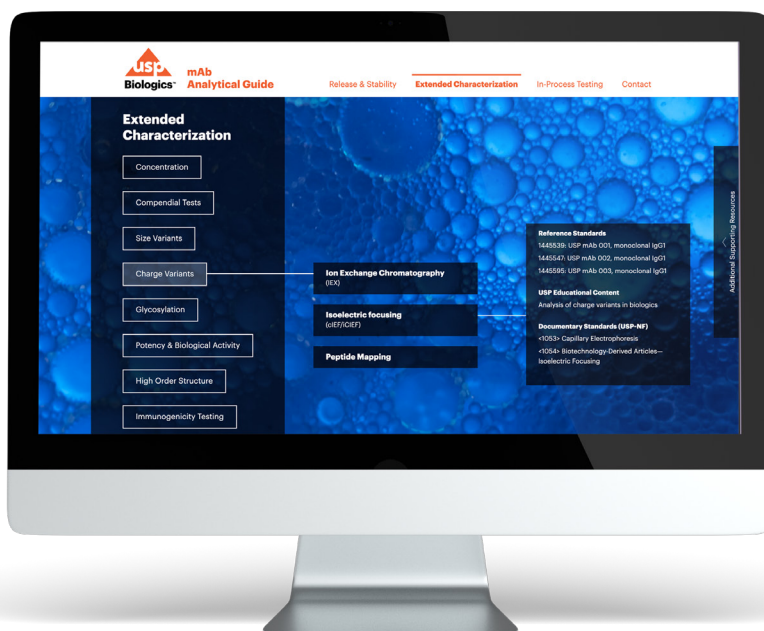 usp
Biologics™
mAb
Analytical Guide
Release & Stability
Extended Characterization
In-Process Testing
Contact
Extended
Characterization
Concentration
Compendial Tests
Size Variants
Charge Variants
Glycosylation
Potency & Biological Activity
High Order Structure
Immunogenicity Testing
Ion Exchange Chromatography
(IEX)
Isoelectric focusing
(cIEF/iCIEF)
Peptide Mapping
Reference Standards
1445539: USP mAb 001, monoclonal IgG1
1445547: USP mAb 002, monoclonal IgG1
1445595: USP mAb 003, monoclonal IgG1
USP Educational Content
Analysis of charge variants in biologics
Documentary Standards (USP-NF)
<1053> Capillary Electrophoresis
<1054> Biotechnology-Derived Articles—
Isoelectric Focusing
Additional Supporting Resources